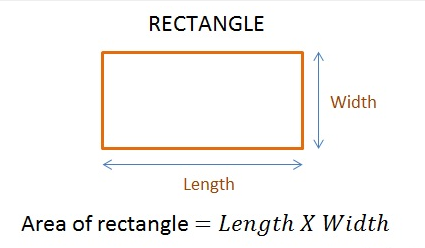 RECTANGLE
Width
Length
Area of rectangle = Length X Width